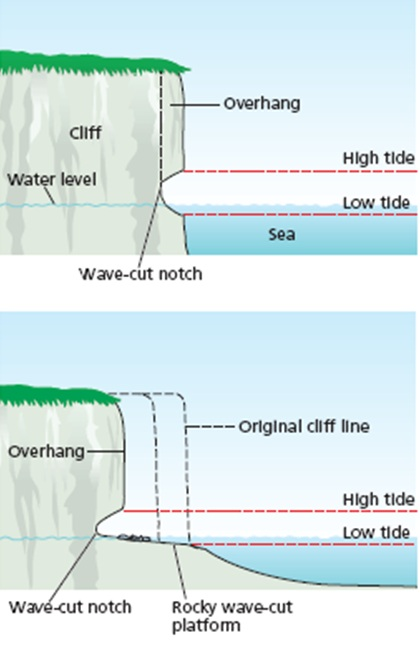 Overhang
Cliff
High tide
Water level
Low tide
Sea
Wave-cut notch
Original cliff line
Overhang
High tide
Low tide
Wave-cut notch
Rocky wave-cut
platform